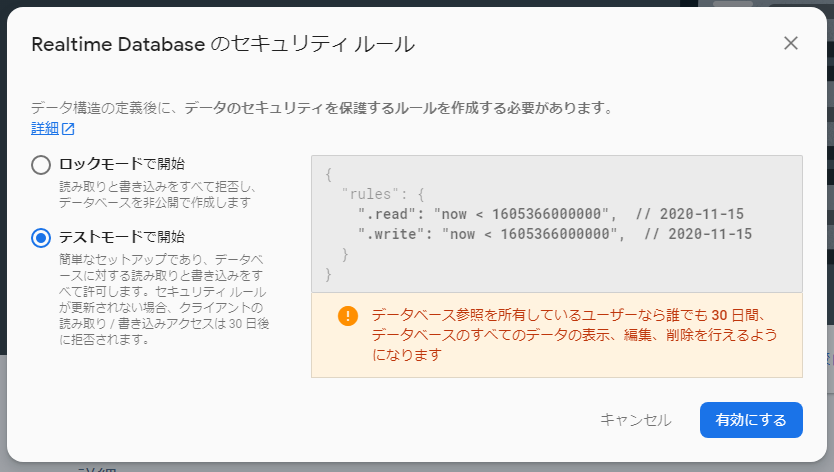 Realtime Database のセキュリティ ルール
データ構造の定義後に、データのセキュリティを保護するルールを作成する必要があります。
詳細
ロックモードで開始
読み取りと書き込みをすべて拒否し、
データベースを非公開で作成します
テストモードで開始
簡単なセットアップであり、データベ
ースに対する読み取りと書き込みをす
べて許可します。セキュリティ ルール
が更新されない場合、クライアントの
読み取り / 書き込みアクセスは 30 日後
に拒否されます。
{
"rules": {
".read": "now < 1605366000000",  // 2020-11-15
".write": "now < 1605366000000",  // 2020-11-15
}
}
データベース参照を所有しているユーザーなら誰でも 30 日間、
データベースのすべてのデータの表示、編集、削除を行えるよう
になります
キャンセル
有効にする